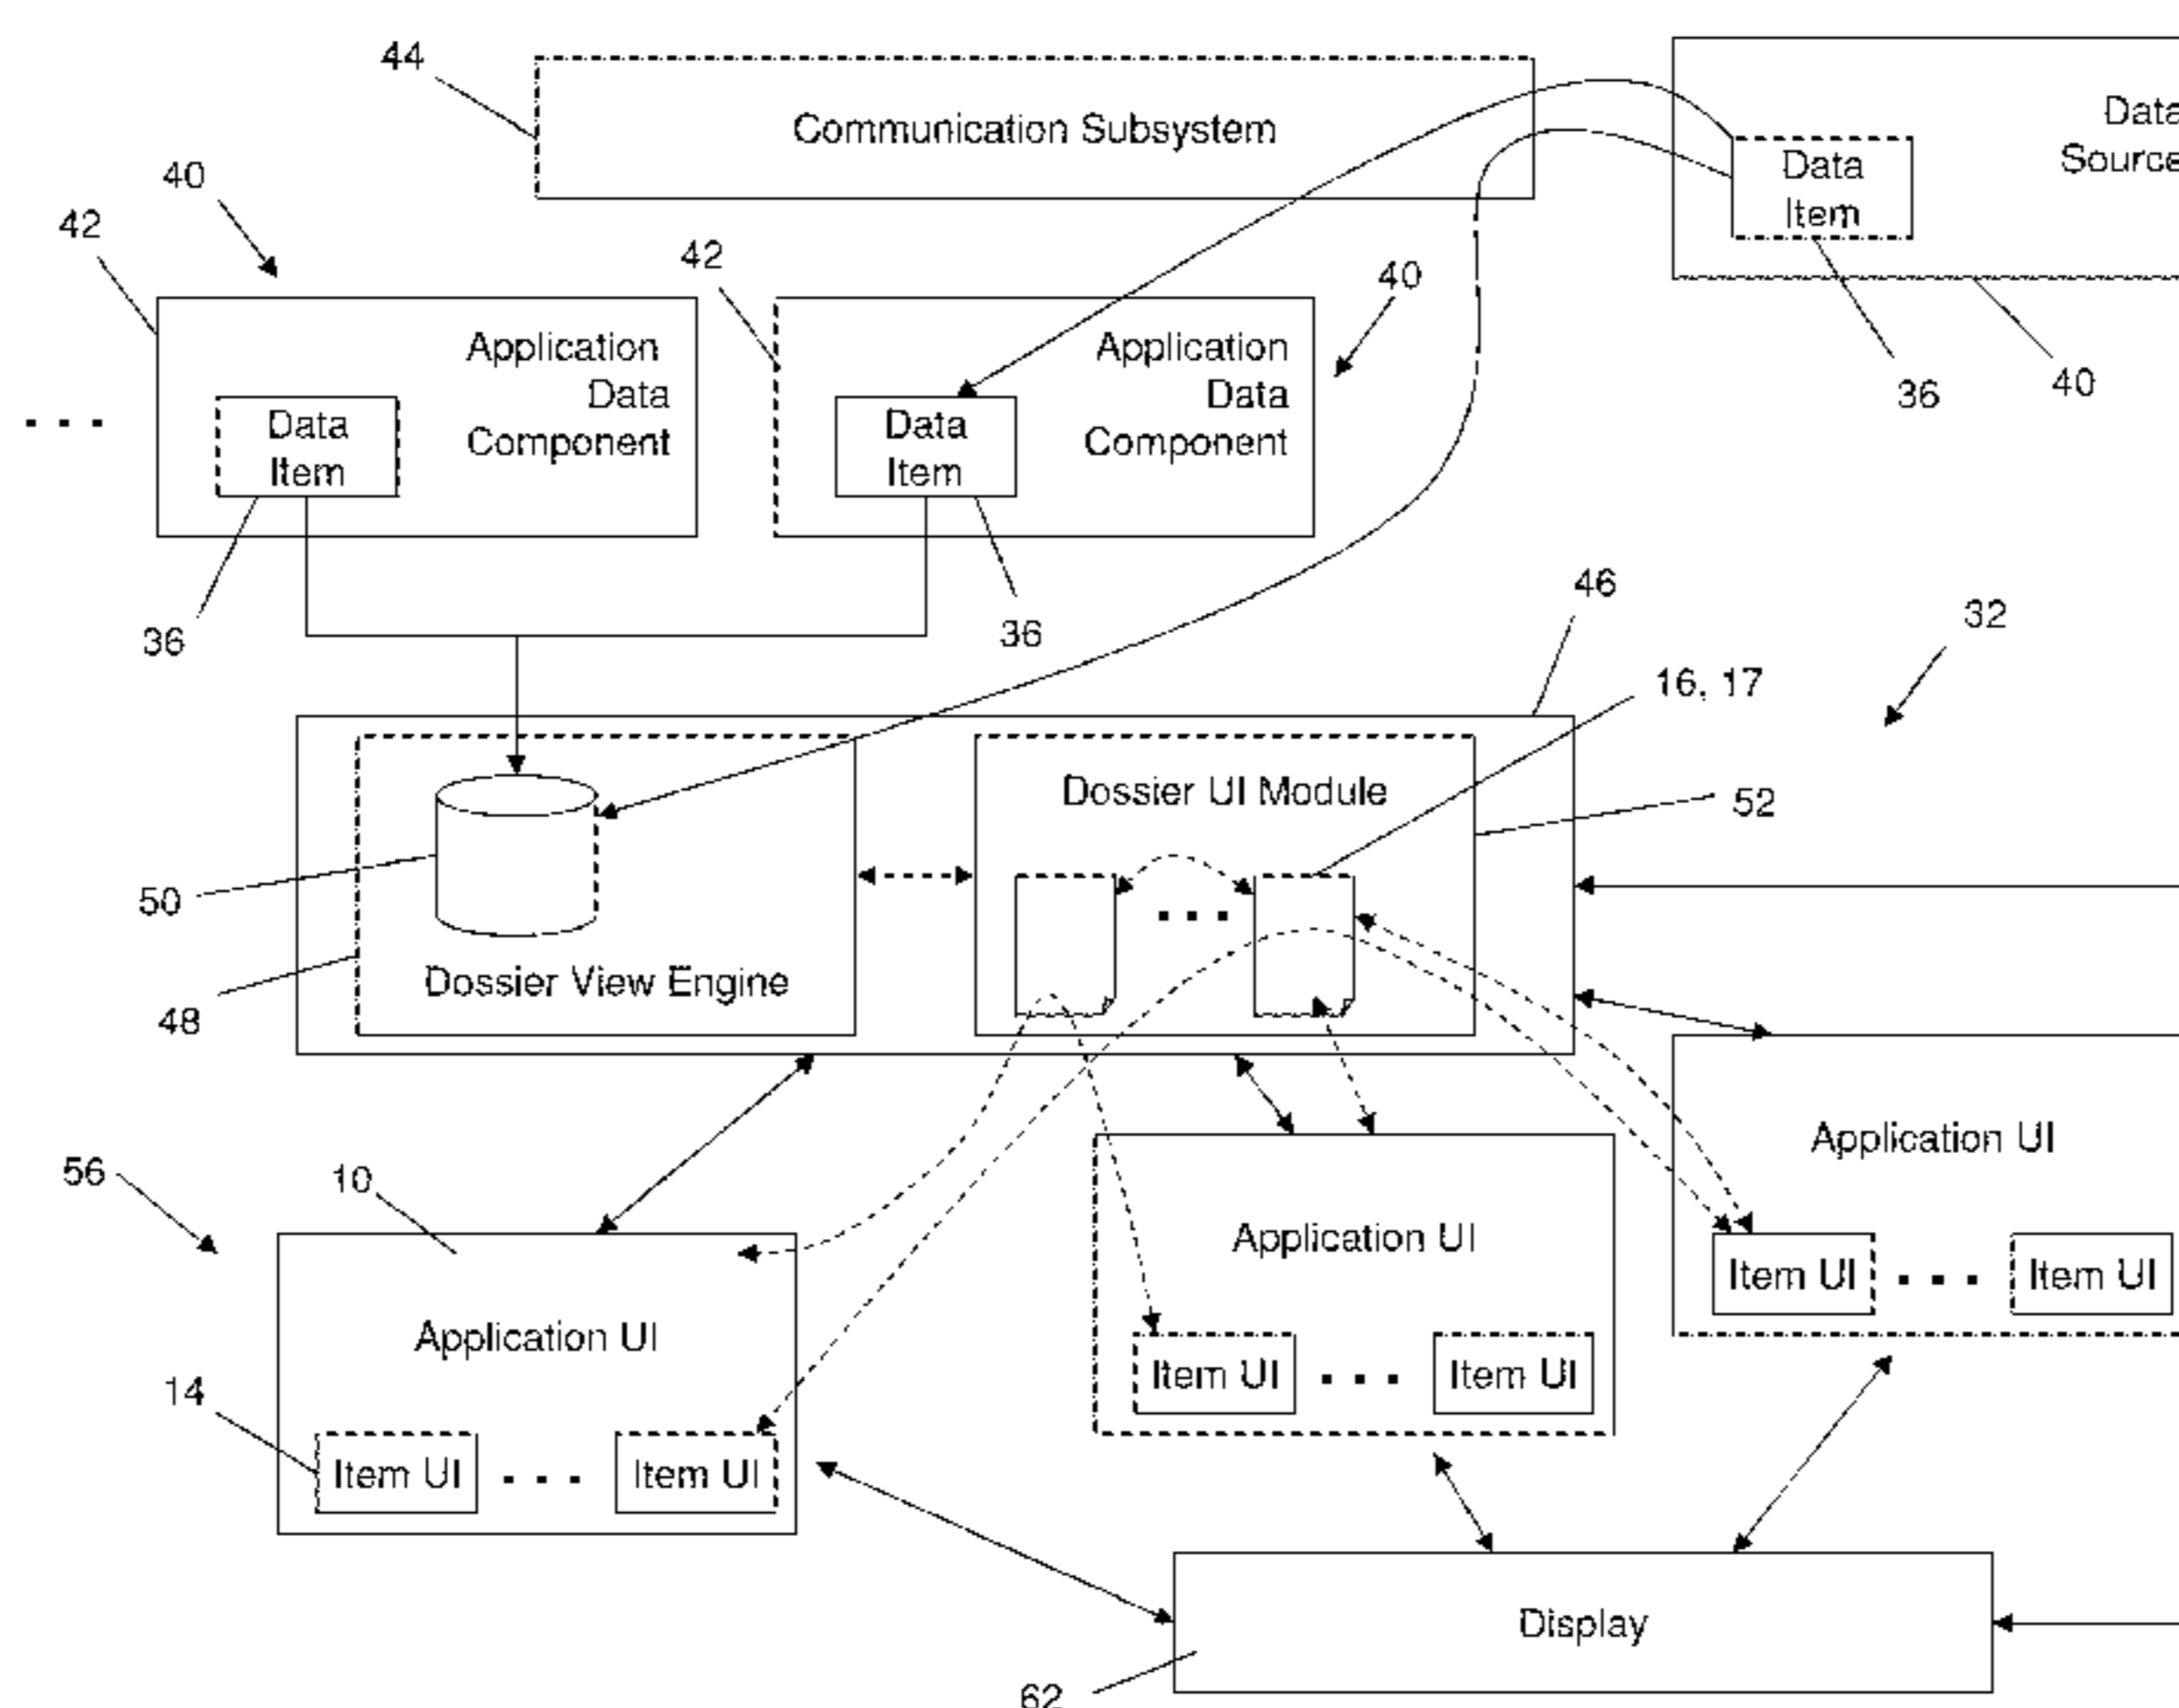 44
Communication Subsystem
Data
Source
Data
Item
40
42
42
40
Application
Data
Component
Data
Item
Application
Data
Component
Data
Item
36
40
. . .
36
36
46
32
16, 17
Dossier UI Module
52
50
Dossier View Engine
48
. . .
56
10
Application UI
Application UI
Application UI
Item UI . . . Item UI
14
Item UI . . . Item UI
Item UI . . . Item UI
Display
62